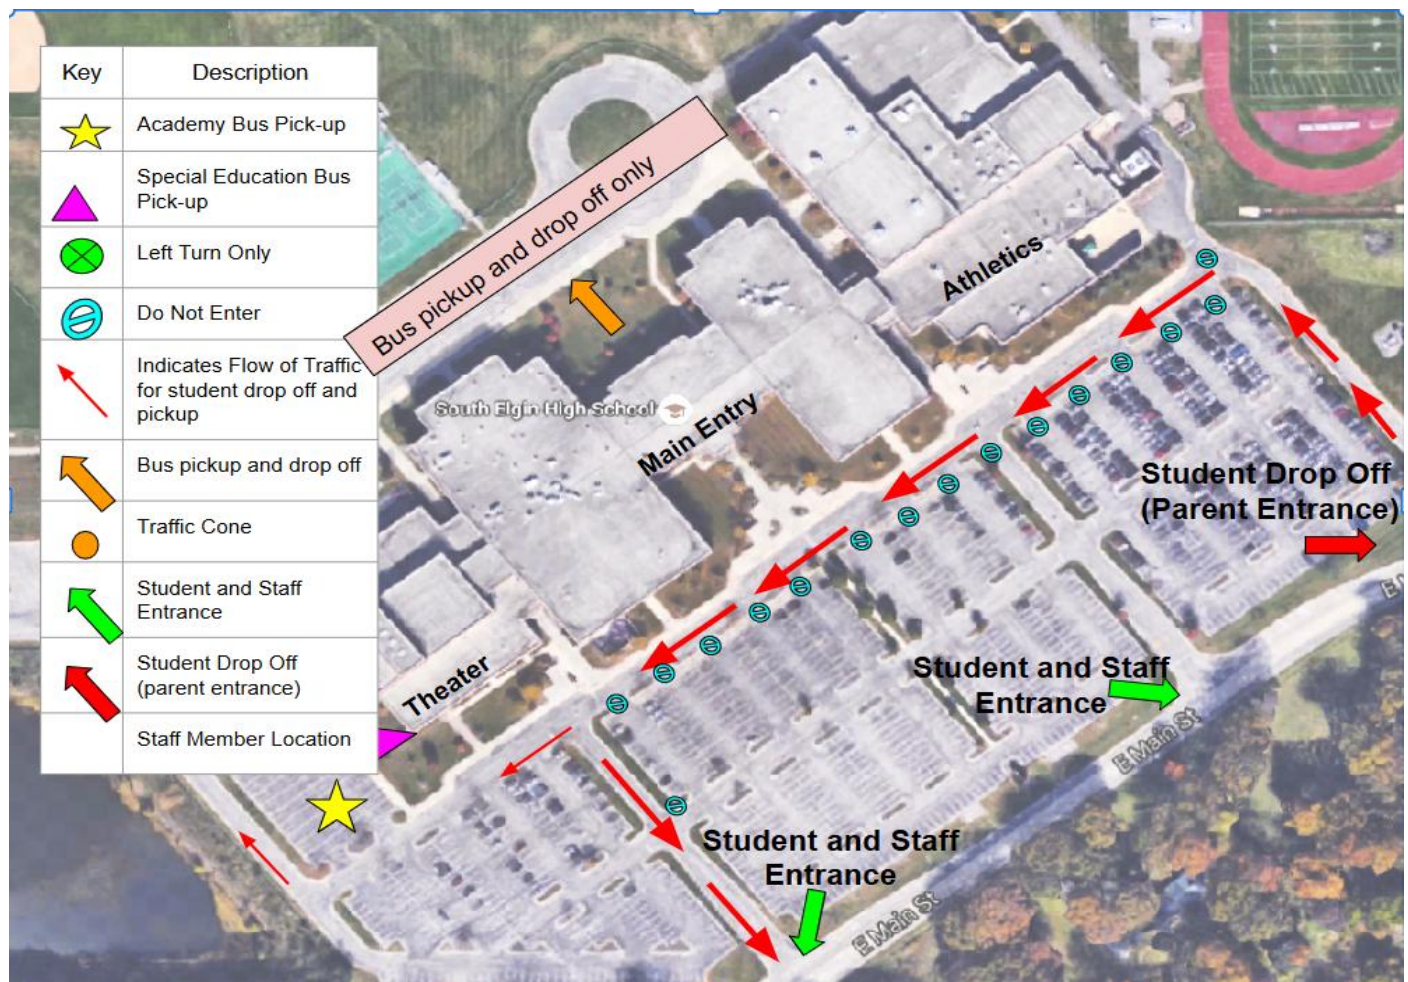 Key Description
Academy Bus Pick-up
Special Education Bus
Pick-up
Left Turn Only
Do Not Enter
Indicates Flow of Traffic
for student drop off and
pickup
Bus pickup and drop off
Traffic Cone
Student and Staff
Entrance
Student Drop Off
(parent entrance)
Staff Member Location
Bus pickup and drop off only
Athletics
South Elgin High School
Main Entry
Theater
Student Drop Off
(Parent Entrance)
Student and Staff
Entrance
E Main St
Student and Staff
Entrance
E Main St
E